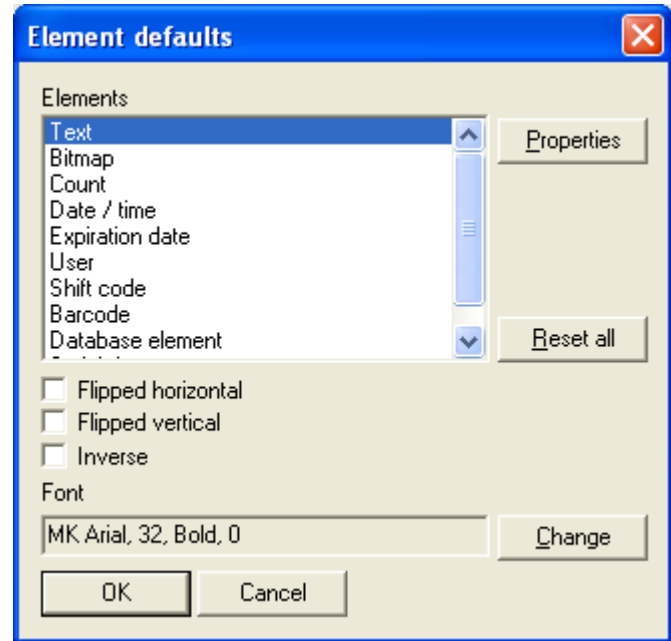 Element defaults
Elements
Text
Bitmap
Count
Date / time
Expiration date
User
Shift code
Barcode
Database element
Properties
Reset all
Flipped horizontal
Flipped vertical
Inverse
Font
MK Arial, 32, Bold, 0
Change
OK
Cancel